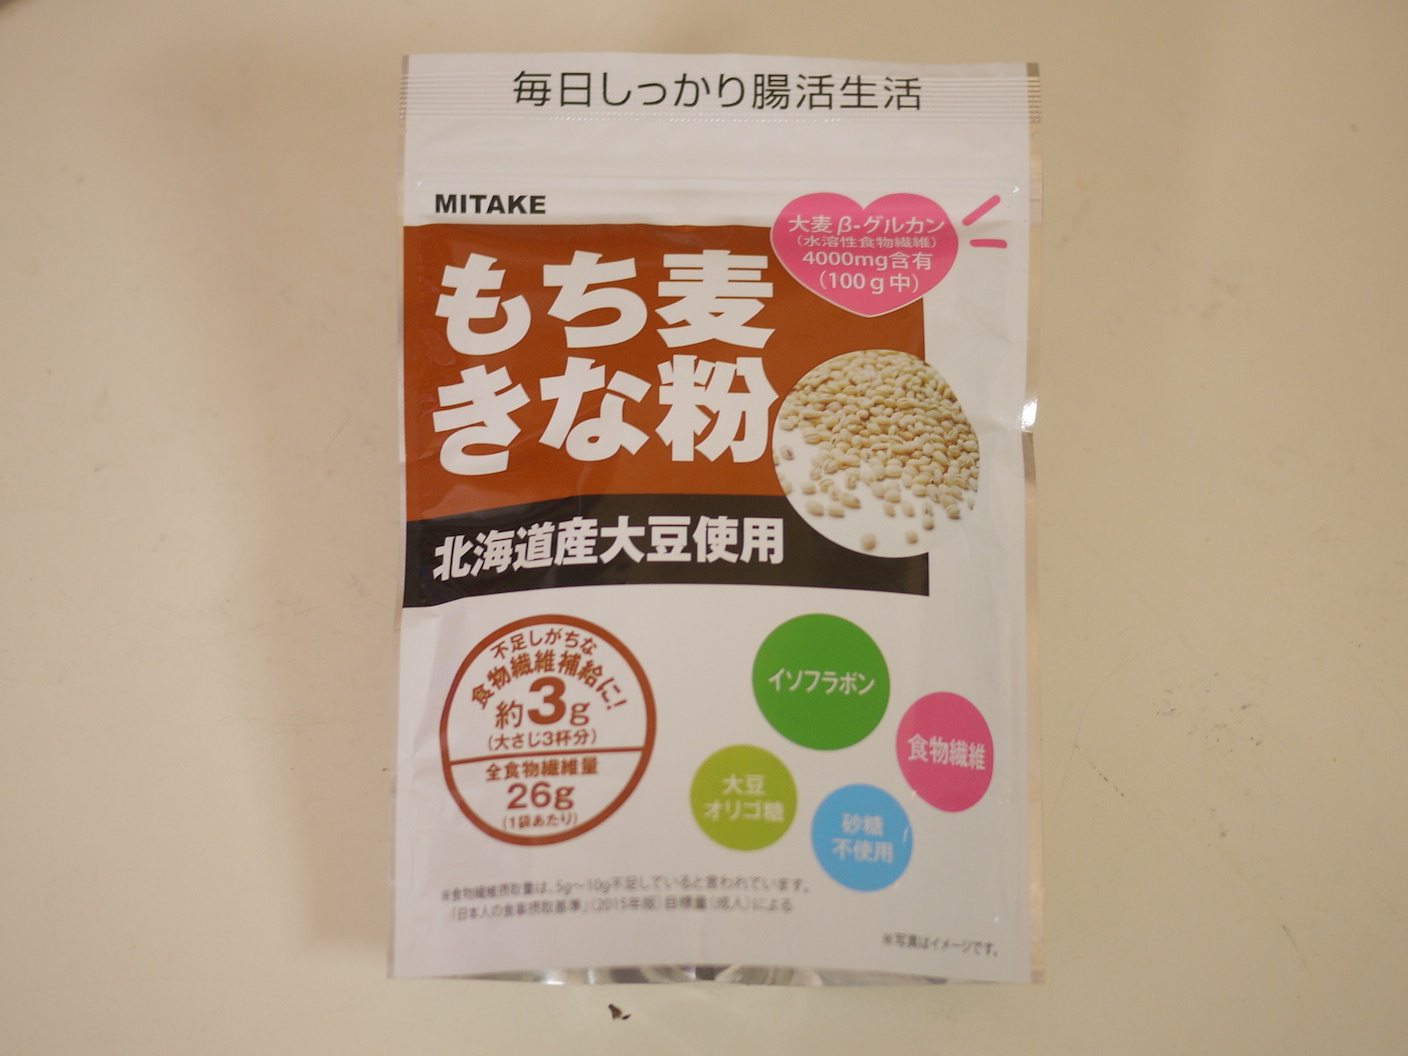 毎日しっかり腸活生活
MITAKE
大麦β-グルカン
(水溶性食物繊維)
4000mg含有
(100g中)
もち麦
きな粉
北海道産大豆使用
不足しがちな
食物繊維補給に!
約3g
(大さじ3杯分)
全食物繊維量
26g
(1袋あたり)
イソフラボン
食物繊維
大豆
オリゴ糖
砂糖
不使用
※食物繊維摂取量は、5g〜10g不足していると言われています。
「日本人の食事摂取基準」(2015年版)目標量(成人)による
※写真はイメージです。